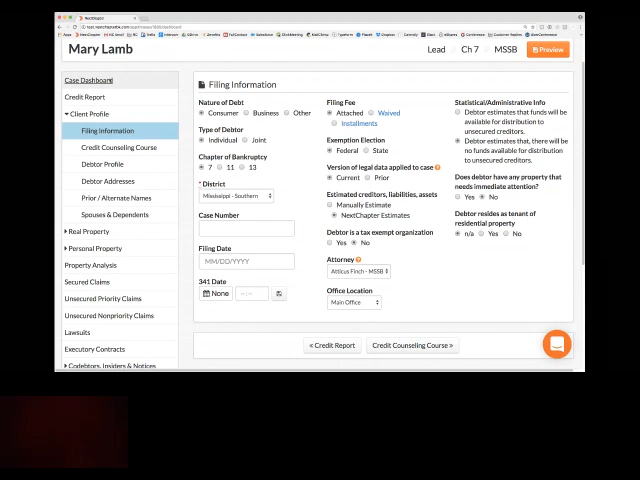 NextChapter
Mary Lamb
Lead Ch 7 MSSB Preview
Case Dashboard
Credit Report
Client Profile
Filing Information
Credit Counseling Course
Debtor Profile
Debtor Addresses
Prior / Alternate Names
Spouses & Dependents
Real Property
Personal Property
Property Analysis
Secured Claims
Unsecured Priority Claims
Unsecured Nonpriority Claims
Lawsuits
Executory Contracts
Codebtors, Insiders & Notices
Filing Information
Nature of Debt
Consumer Business Other
Type of Debtor
Individual Joint
Chapter of Bankruptcy
7 11 13
* District
Mississippi - Southern
Case Number
Filing Date
MM/DD/YYYY
341 Date
None -- : --
Filing Fee
Attached Waived
Installments
Exemption Election
Federal State
Version of legal data applied to case ?
Current Prior
Estimated creditors, liabilities, assets
Manually Estimate
NextChapter Estimates
Debtor is a tax exempt organization
Yes No
Attorney ?
Atticus Finch - MSSB
Office Location
Main Office
Statistical/Administrative Info
Debtor estimates that funds will be
available for distribution to
unsecured creditors.
Debtor estimates that, there will be
no funds available for distribution
to unsecured creditors.
Does debtor have any property that
needs immediate attention?
Yes No
Debtor resides as tenant of
residential property
n/a Yes No
« Credit Report Credit Counseling Course »